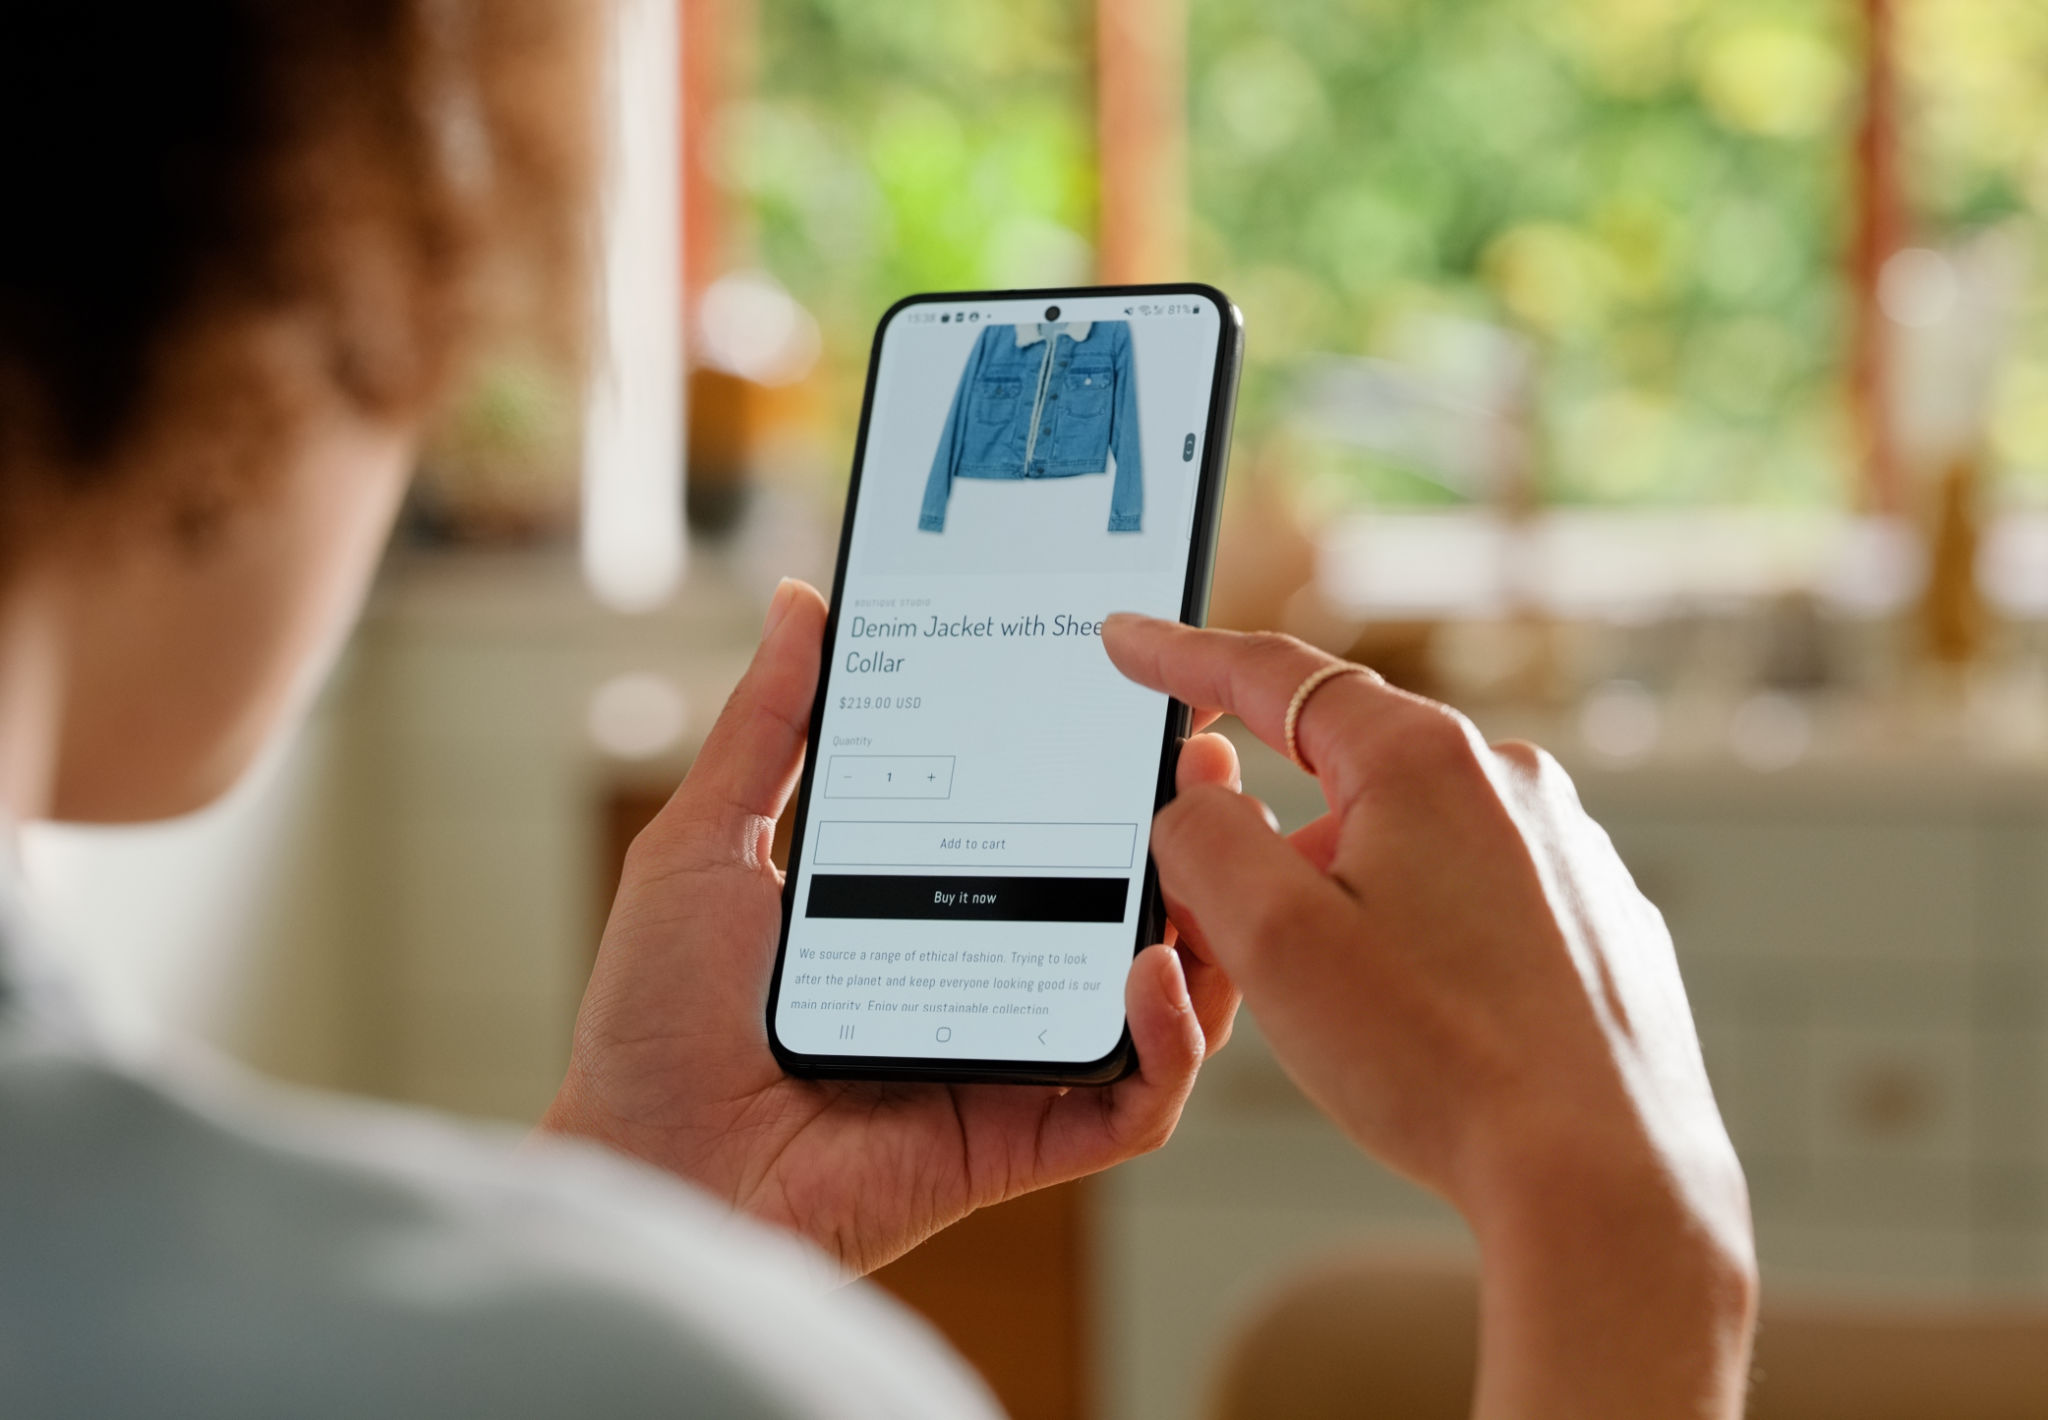 15:38 81%
BOUTIQUE STUDIO
Denim Jacket with Shee
Collar
$219.00 USD
Quantity
− 1 +
Add to cart
Buy it now
We source a range of ethical fashion. Trying to look
after the planet and keep everyone looking good is our
main priority. Enjoy our sustainable collection